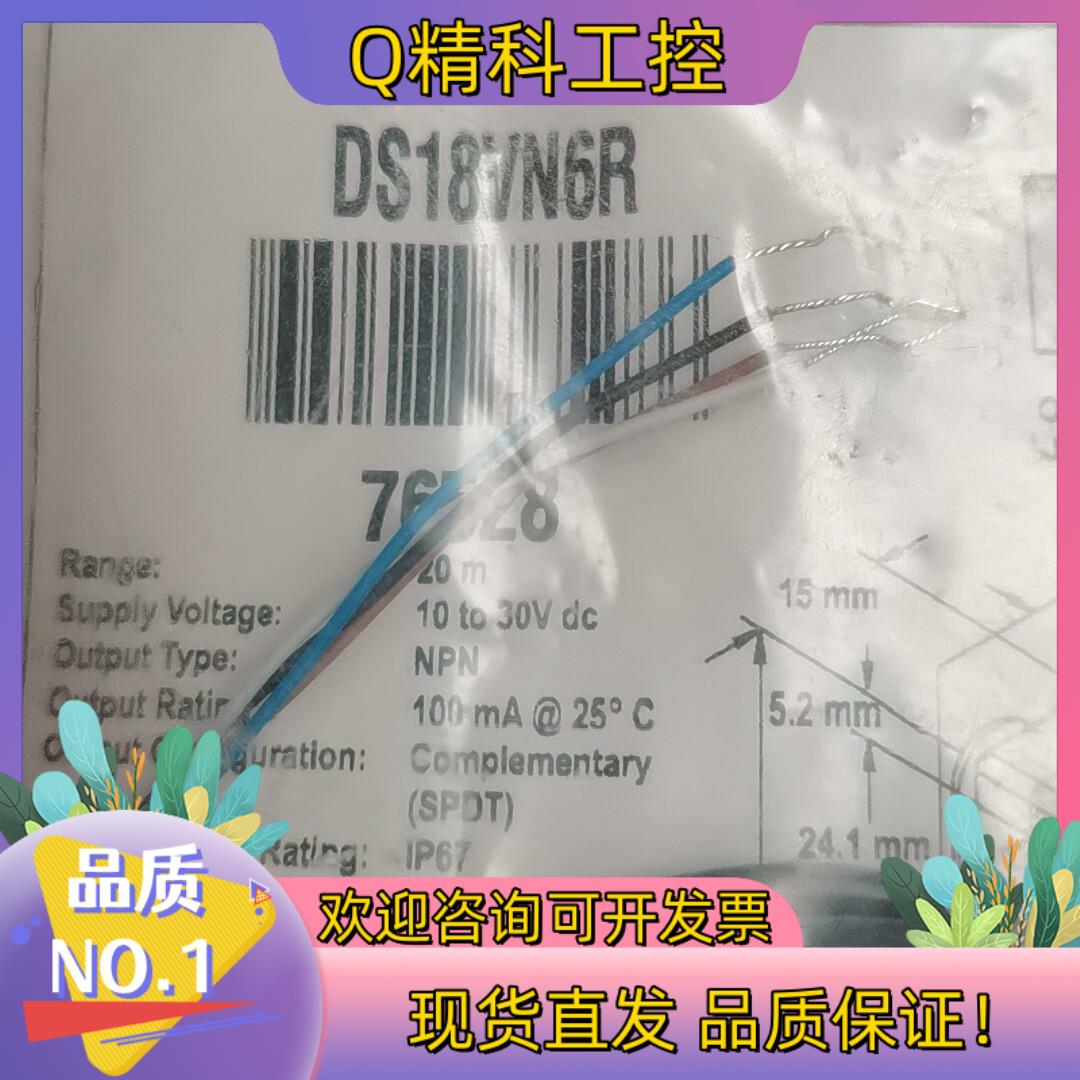 Q精科工控
DS18VN6R
Range: 20 m
Supply Voltage: 10 to 30V dc
Output Type: NPN
100 mA @ 25° C
Complementary
(SPDT)
Rating: IP67
15 mm
5.2 mm
24.1 mm
品质
NO.1
欢迎咨询可开发票
现货直发 品质保证!